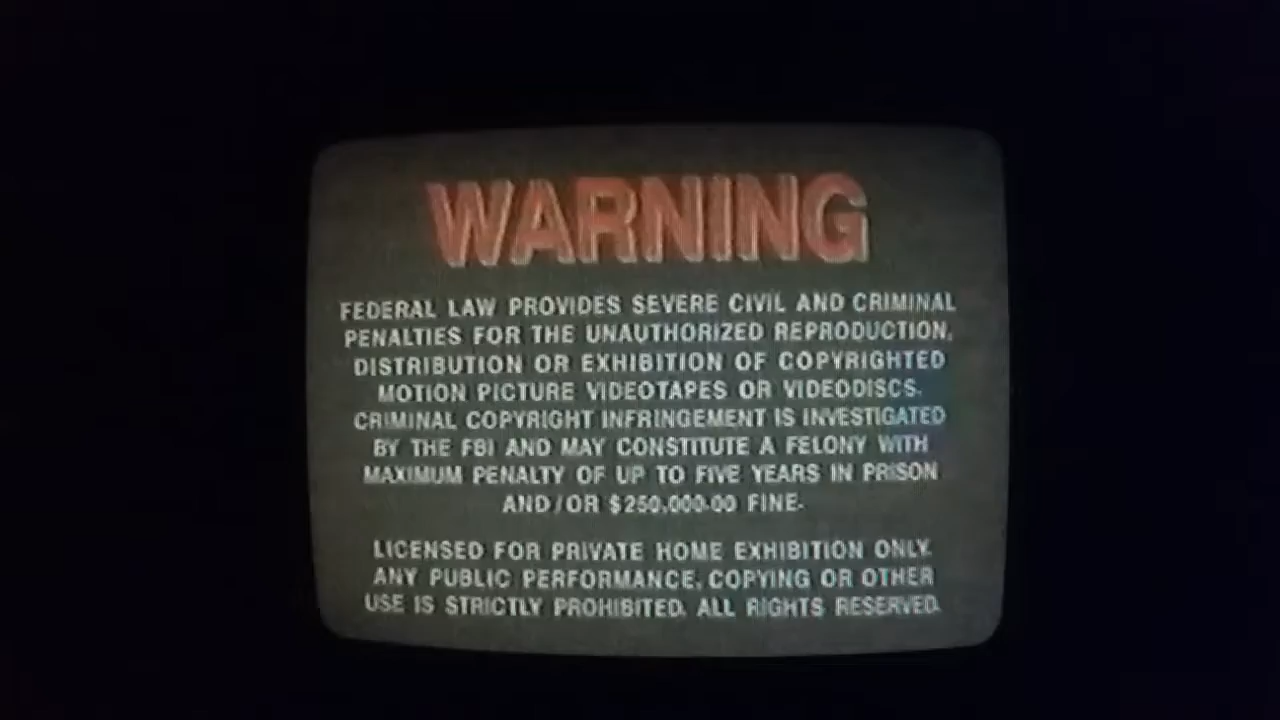 WARNING
FEDERAL LAW PROVIDES SEVERE CIVIL AND CRIMINAL
PENALTIES FOR THE UNAUTHORIZED REPRODUCTION,
DISTRIBUTION OR EXHIBITION OF COPYRIGHTED
MOTION PICTURE VIDEOTAPES OR VIDEODISCS.
CRIMINAL COPYRIGHT INFRINGEMENT IS INVESTIGATED
BY THE FBI AND MAY CONSTITUTE A FELONY WITH
MAXIMUM PENALTY OF UP TO FIVE YEARS IN PRISON
AND/OR $250,000.00 FINE.
LICENSED FOR PRIVATE HOME EXHIBITION ONLY.
ANY PUBLIC PERFORMANCE, COPYING OR OTHER
USE IS STRICTLY PROHIBITED. ALL RIGHTS RESERVED.